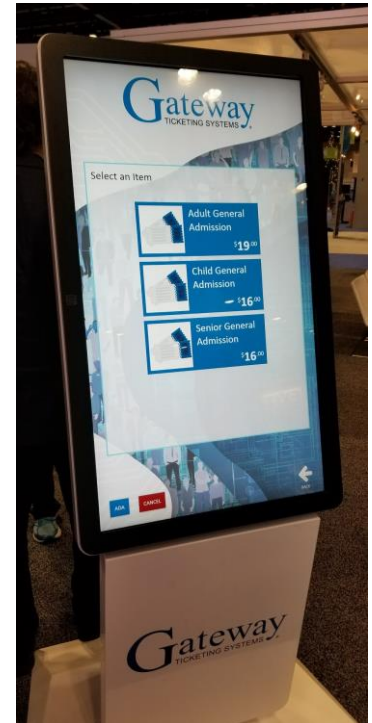 Gateway
TICKETING SYSTEMS
Select an Item
Adult General
Admission
$19.00
Child General
Admission
$16.00
Senior General
Admission
$16.00
ADA
CANCEL
Gateway
TICKETING SYSTEMS